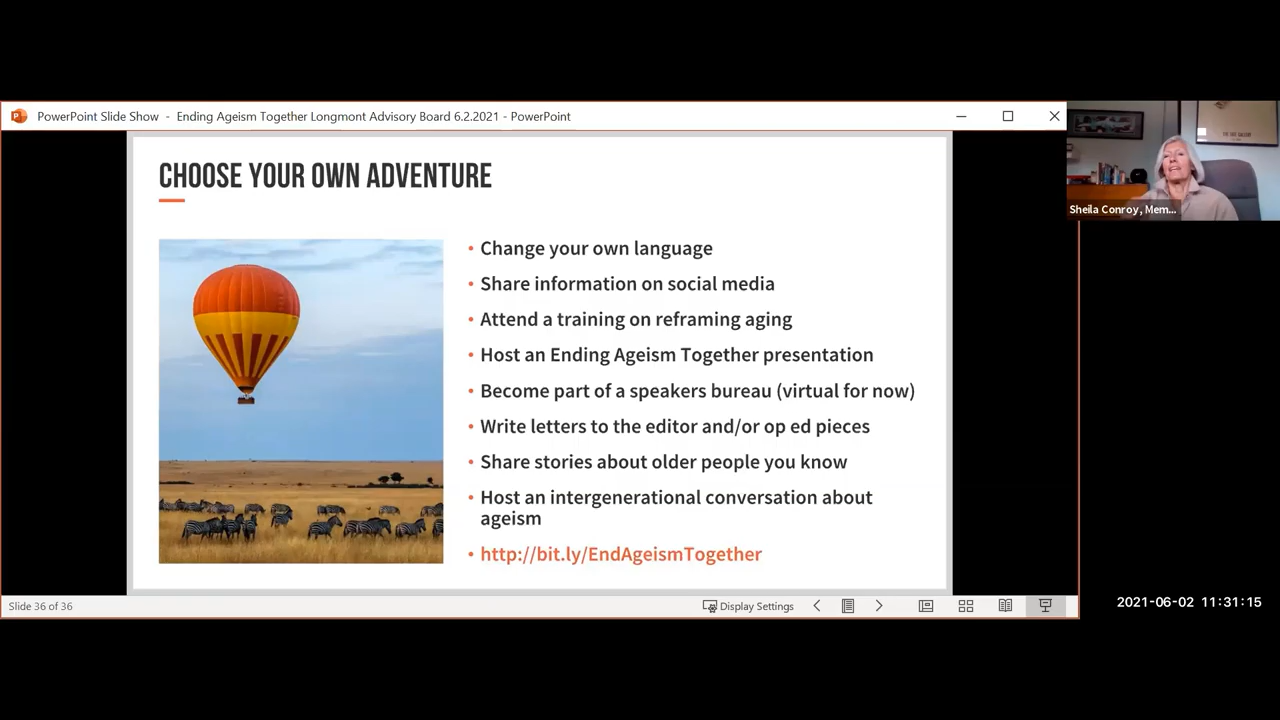 PowerPoint Slide Show - Ending Ageism Together Longmont Advisory Board 6.2.2021 - PowerPoint
CHOOSE YOUR OWN ADVENTURE
• Change your own language
• Share information on social media
• Attend a training on reframing aging
• Host an Ending Ageism Together presentation
• Become part of a speakers bureau (virtual for now)
• Write letters to the editor and/or op ed pieces
• Share stories about older people you know
• Host an intergenerational conversation about
ageism
• http://bit.ly/EndAgeismTogether
Sheila Conroy, Mem...
Slide 36 of 36
Display Settings
2021-06-02 11:31:15